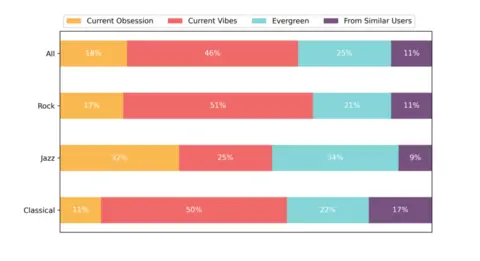 Current Obsession Current Vibes Evergreen From Similar Users
All 18% 46% 25% 11%
Rock 17% 51% 21% 11%
Jazz 32% 25% 34% 9%
Classical 11% 50% 22% 17%